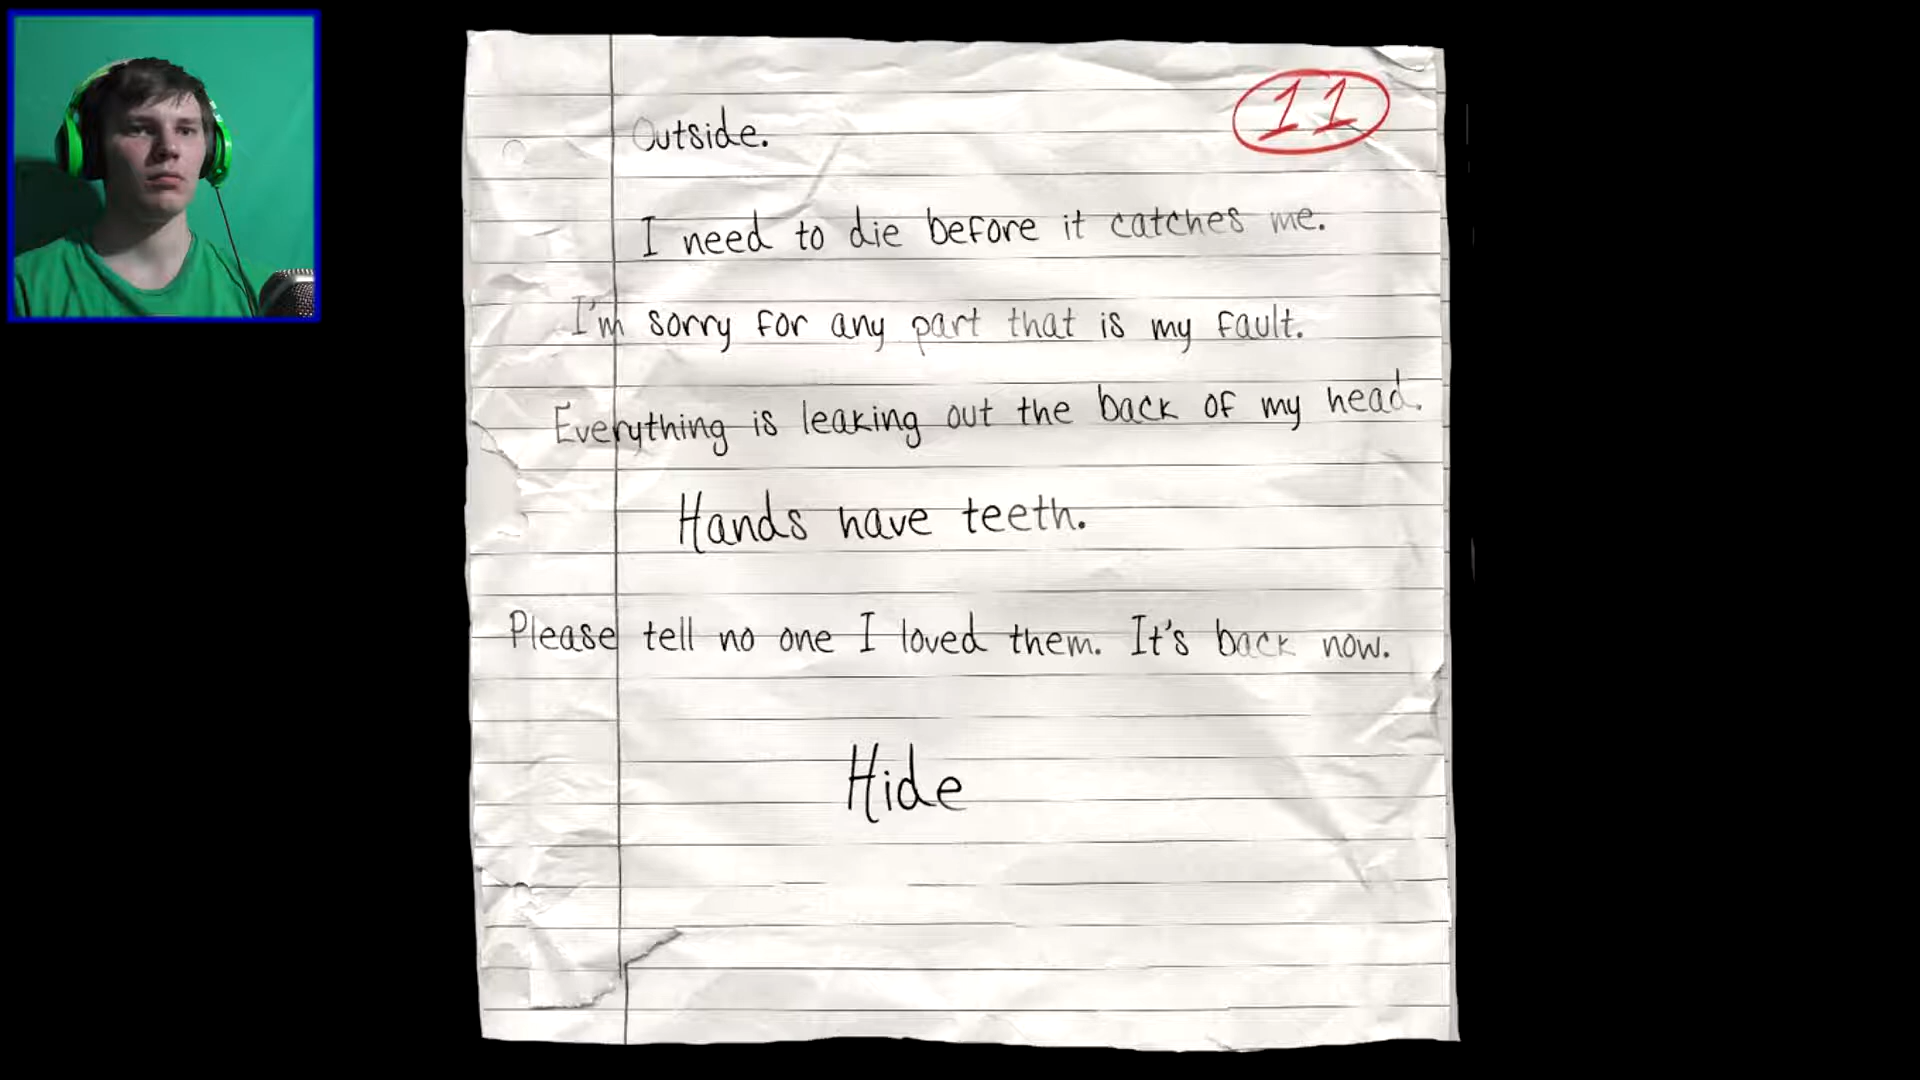 11
Outside.
I need to die before it catches me.
I'm sorry for any part that is my fault.
Everything is leaking out the back of my head.
Hands have teeth.
Please tell no one I loved them. It's back now.
Hide